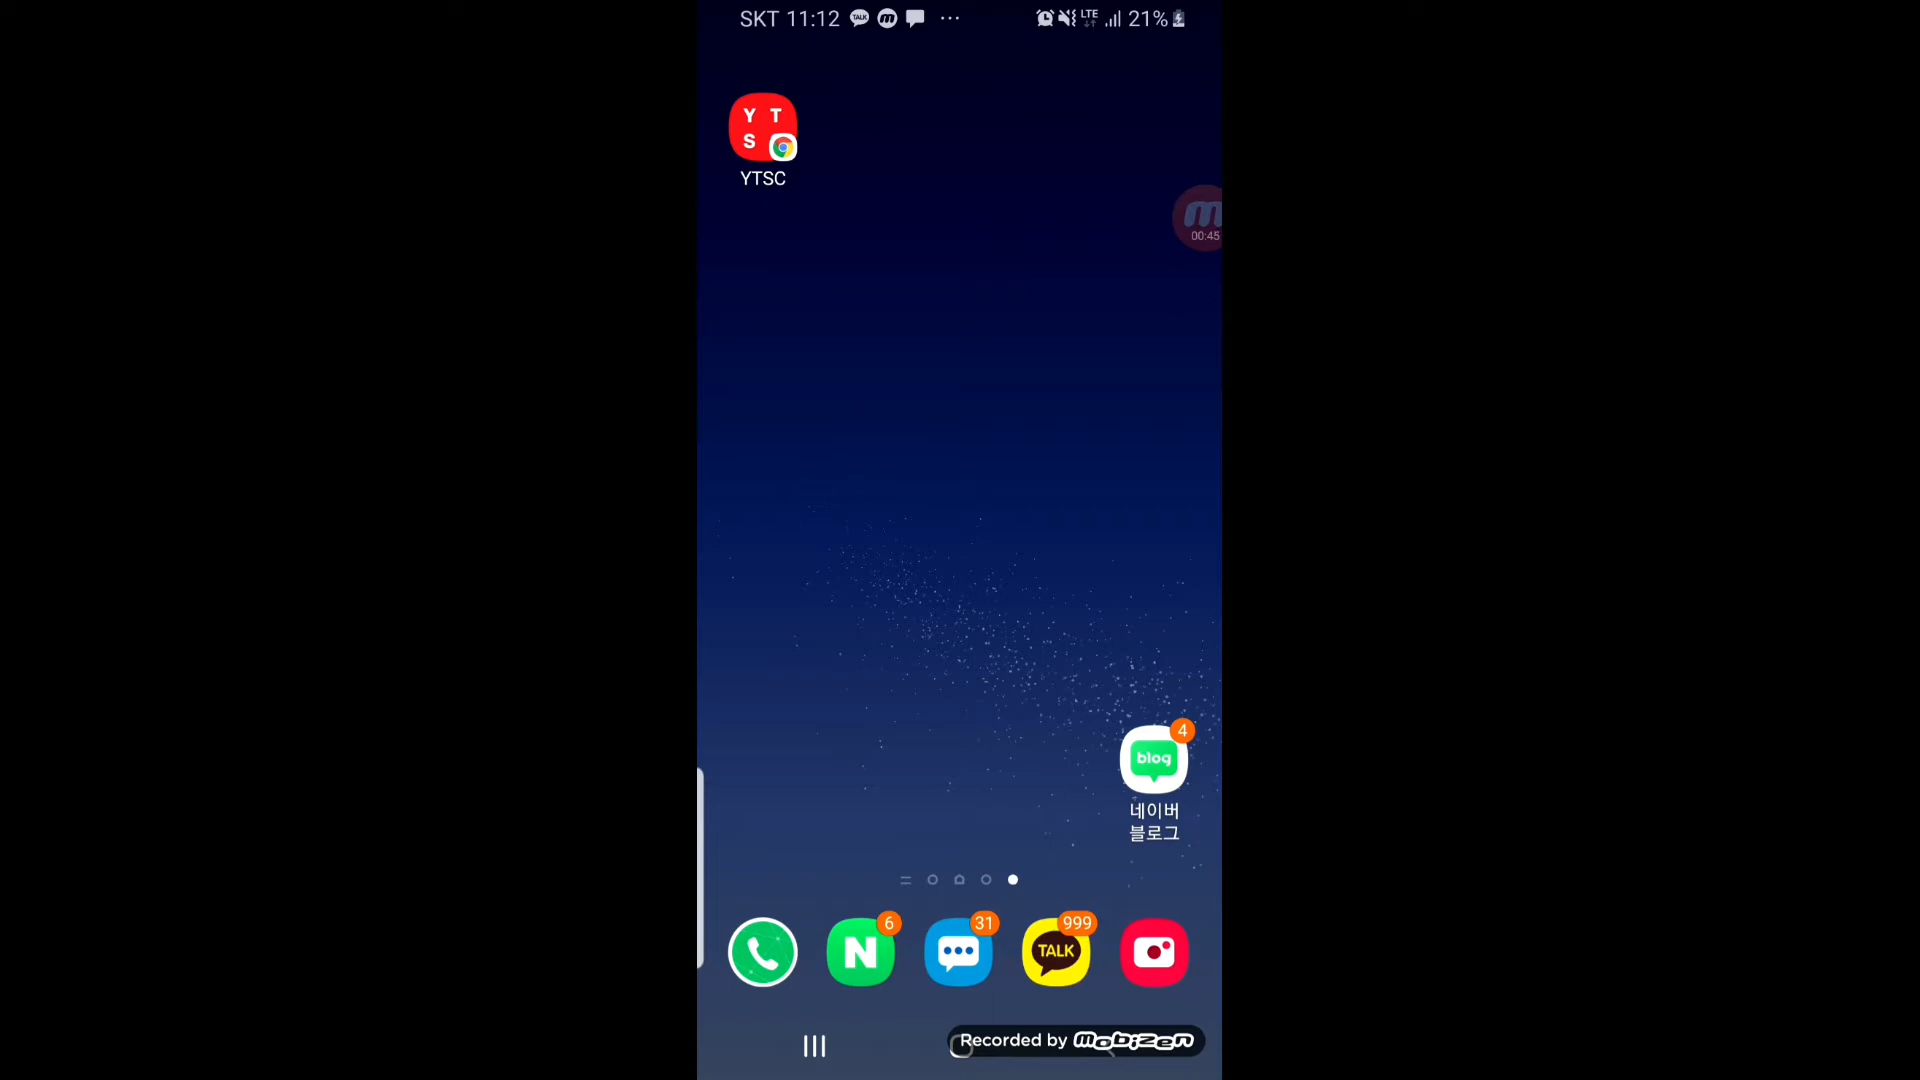 SKT 11:12 TALK m ··· LTE 21%
Y T
S
YTSC
m
00:45
4
blog
네이버
블로그
6 31 999
N TALK
Recorded by mobizen